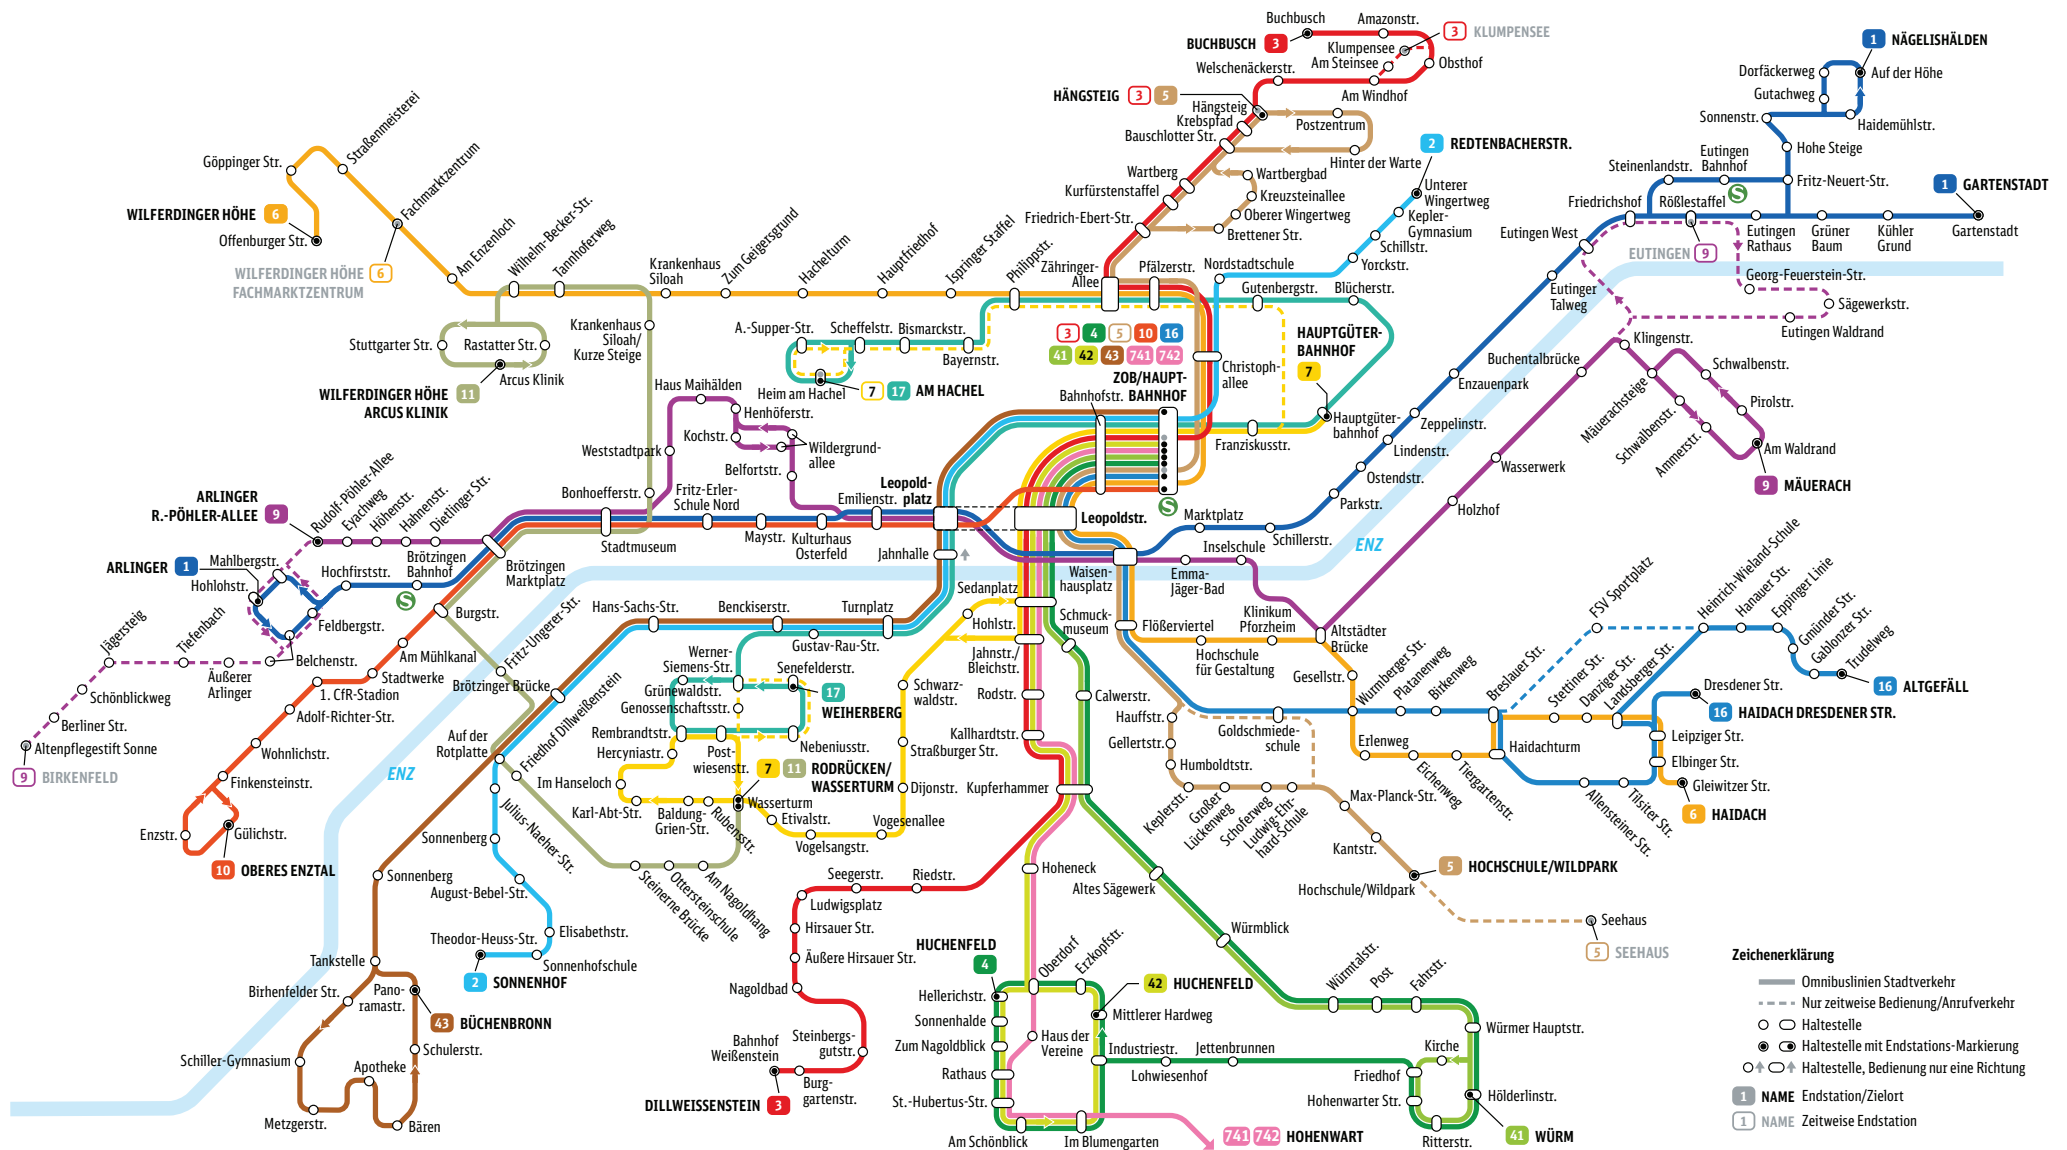 Buchbusch
Amazonstr.
BUCHBUSCH 3
Klumpensee
3 KLUMPENSEE
Am Steinsee
Obsthof
Welschenäckerstr.
Am Windhof
HÄNGSTEIG 3 5
Hängsteig
Krebspfad
Bauschlotter Str.
Postzentrum
Hinter der Warte
Wartberg
Wartbergbad
Kurfürstenstaffel
Kreuzsteinallee
Oberer Wingertweg
Friedrich-Ebert-Str.
Brettener Str.
2 REDTENBACHERSTR.
Unterer
Wingertweg
Kepler-
Gymnasium
Schillstr.
Yorckstr.
Nordstadtschule
1 NÄGELISHÄLDEN
Dorfäckerweg
Auf der Höhe
Gutachweg
Sonnenstr.
Haidemühlstr.
Hohe Steige
Steinenlandstr.
Eutingen
Bahnhof
S
Fritz-Neuert-Str.
1 GARTENSTADT
Friedrichshof
Rößlestaffel
Eutingen West
EUTINGEN 9
Eutingen
Rathaus
Grüner
Baum
Kühler
Grund
Gartenstadt
Georg-Feuerstein-Str.
Sägewerkstr.
Eutingen Waldrand
Eutinger
Talweg
Göppinger Str.
Straßenmeisterei
Fachmarktzentrum
WILFERDINGER HÖHE 6
Offenburger Str.
WILFERDINGER HÖHE 6
FACHMARKTZENTRUM
Am Enzenloch
Wilhelm-Becker-Str.
Tannhoferweg
Krankenhaus
Siloah
Zum Geigersgrund
Hachelturm
Hauptfriedhof
Ispringer Staffel
Philippstr.
Zähringer-
Allee
Pfälzerstr.
Gutenbergstr.
Blücherstr.
Krankenhaus
Siloah/
Kurze Steige
Stuttgarter Str.
Rastatter Str.
Arcus Klinik
WILFERDINGER HÖHE 11
ARCUS KLINIK
A.-Supper-Str.
Scheffelstr.
Bismarckstr.
Bayernstr.
Heim am Hachel
7 17 AM HACHEL
3 4 5 10 16
41 42 43 741 742
ZOB/HAUPT-
BAHNHOF
Bahnhofstr.
S
Christoph-
allee
HAUPTGÜTER-
BAHNHOF
7
Hauptgüter-
bahnhof
Franziskusstr.
Haus Maihälden
Henhöferstr.
Kochstr.
Wildergrund-
allee
Weststadtpark
Belfortstr.
Bonhoefferstr.
Fritz-Erler-
Schule Nord
Emilienstr.
Leopold-
platz
Leopoldstr.
Stadtmuseum
Maystr.
Kulturhaus
Osterfeld
Jahnhalle
ARLINGER
R.-PÖHLER-ALLEE 9
Rudolf-Pöhler-Allee
Eyachweg
Höhenstr.
Hahnenstr.
Dietlinger Str.
Brötzingen
Bahnhof
S
Brötzingen
Marktplatz
ARLINGER 1
Mahlbergstr.
Hohlohstr.
Hochfirststr.
Feldbergstr.
Belchenstr.
Jägersteig
Tiefenbach
Äußerer
Arlinger
Schönblickweg
Berliner Str.
Altenpflegestift Sonne
9 BIRKENFELD
Burgstr.
Am Mühlkanal
Stadtwerke
1. CfR-Stadion
Adolf-Richter-Str.
Wohnlichstr.
Finkensteinstr.
Enzstr.
Gülichstr.
10 OBERES ENZTAL
Fritz-Ungerer-Str.
Brötzinger Brücke
Auf der
Rotplatte
Friedhof Dillweißenstein
ENZ
Hans-Sachs-Str.
Benckiserstr.
Turnplatz
Gustav-Rau-Str.
Werner-
Siemens-Str.
Senefelderstr.
Grünewaldstr.
Genossenschaftsstr.
17
WEIHERBERG
Rembrandtstr.
Post-
wiesenstr.
Nebeniusstr.
Hercyniastr.
7 11 RODRÜCKEN/
WASSERTURM
Im Hanseloch
Karl-Abt-Str.
Baldung-
Grien-Str.
Rubensstr.
Wasserturm
Etivalstr.
Vogelsangstr.
Vogesenallee
Dijonstr.
Straßburger Str.
Schwarz-
waldstr.
Hohlstr.
Sedanplatz
Jahnstr./
Bleichstr.
Rodstr.
Kallhardtstr.
Kupferhammer
Schmuck-
museum
Calwerstr.
Waisen-
hausplatz
Marktplatz
Schillerstr.
Parkstr.
Ostendstr.
Lindenstr.
Zeppelinstr.
Enzauenpark
Inselschule
Emma-
Jäger-Bad
ENZ
Flößerviertel
Hochschule
für Gestaltung
Klinikum
Pforzheim
Altstädter
Brücke
Holzhof
Wasserwerk
Buchentalbrücke
Klingenstr.
Mäuerachsteige
Schwalbenstr.
Schwalbenstr.
Ammerstr.
Pirolstr.
Am Waldrand
9 MÄUERACH
Gesellstr.
Wurmberger Str.
Platanenweg
Birkenweg
Breslauer Str.
FSV Sportplatz
Heinrich-Wieland-Schule
Hanauer Str.
Eppinger Linie
Gmünder Str.
Gablonzer Str.
Trudelweg
16 ALTGEFÄLL
Stettiner Str.
Danziger Str.
Landsberger Str.
Dresdener Str.
16 HAIDACH DRESDENER STR.
Haidachturm
Leipziger Str.
Elbinger Str.
Gleiwitzer Str.
6 HAIDACH
Erlenweg
Eichenweg
Tiergartenstr.
Allensteiner Str.
Tilsiter Str.
Hauffstr.
Gellertstr.
Humboldtstr.
Goldschmiede-
schule
Keplerstr.
Großer
Lückenweg
Schoferweg
Ludwig-Erh-
hard-Schule
Max-Planck-Str.
Kantstr.
Hochschule/Wildpark
5 HOCHSCHULE/WILDPARK
Seehaus
5 SEEHAUS
Julius-Naeher-Str.
Sonnenberg
August-Bebel-Str.
Elisabethstr.
Theodor-Heuss-Str.
Sonnenhofschule
2 SONNENHOF
Steinerne Brücke
Ottersteinschule
Am Nagoldhang
Sonnenberg
Tankstelle
Birhenfelder Str.
Pano-
ramastr.
43 BÜCHENBRONN
Schiller-Gymnasium
Schulerstr.
Apotheke
Metzgerstr.
Bären
Seegerstr.
Riedstr.
Ludwigsplatz
Hirsauer Str.
Äußere Hirsauer Str.
Nagoldbad
Bahnhof
Weißenstein
Steinbergs-
gutstr.
Burg-
gartenstr.
DILLWEISSENSTEIN 3
Hoheneck
Altes Sägewerk
Würmblick
HUCHENFELD
4
Oberdorf
Erzkopfstr.
42 HUCHENFELD
Hellerichstr.
Mittlerer Hardweg
Sonnenhalde
Zum Nagoldblick
Haus der
Vereine
Rathaus
St.-Hubertus-Str.
Am Schönblick
Im Blumengarten
741 742 HOHENWART
Industriestr.
Lohwiesenhof
Jettenbrunnen
Würmtalstr.
Post
Fahrstr.
Würmer Hauptstr.
Kirche
Friedhof
Hohenwarter Str.
Hölderlinstr.
Ritterstr.
41 WÜRM
Zeichenerklärung
Omnibuslinien Stadtverkehr
Nur zeitweise Bedienung/Anrufverkehr
Haltestelle
Haltestelle mit Endstations-Markierung
Haltestelle, Bedienung nur eine Richtung
1 NAME Endstation/Zielort
1 NAME Zeitweise Endstation